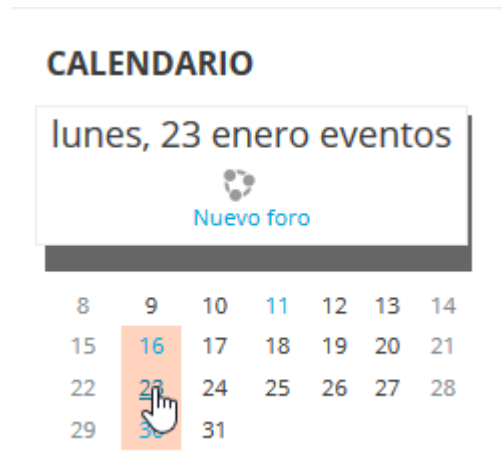 CALENDARIO
lunes, 23 enero eventos
Nuevo foro
8 9 10 11 12 13 14
15 16 17 18 19 20 21
22 23 24 25 26 27 28
29 30 31